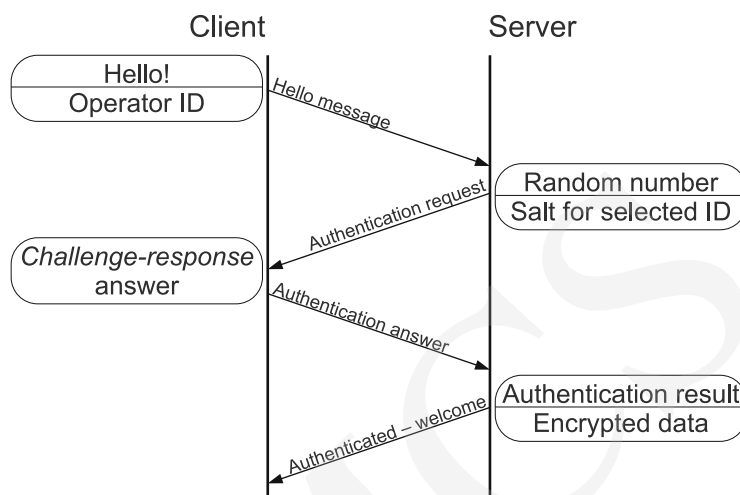 Client
Server
Hello!
Operator ID
Hello message
Random number
Salt for selected ID
Authentication request
Challenge-response
answer
Authentication answer
Authentication result
Encrypted data
Authenticated – welcome